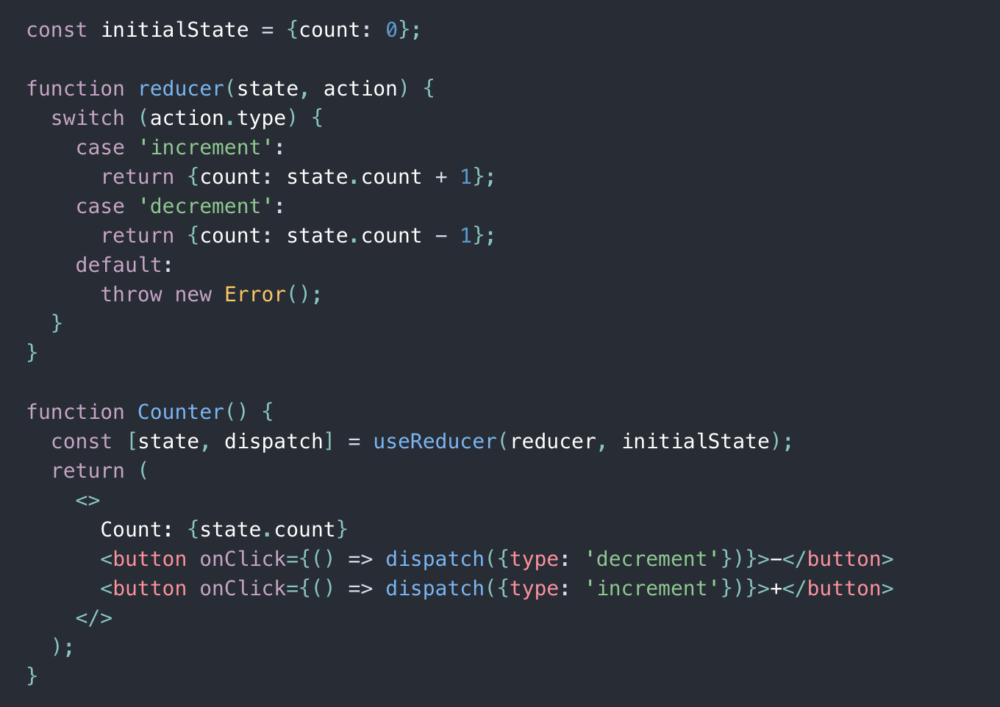 const initialState = {count: 0};

function reducer(state, action) {
  switch (action.type) {
    case 'increment':
      return {count: state.count + 1};
    case 'decrement':
      return {count: state.count - 1};
    default:
      throw new Error();
  }
}

function Counter() {
  const [state, dispatch] = useReducer(reducer, initialState);
  return (
    <>
      Count: {state.count}
      <button onClick={() => dispatch({type: 'decrement'})}>-</button>
      <button onClick={() => dispatch({type: 'increment'})}>+</button>
    </>
  );
}